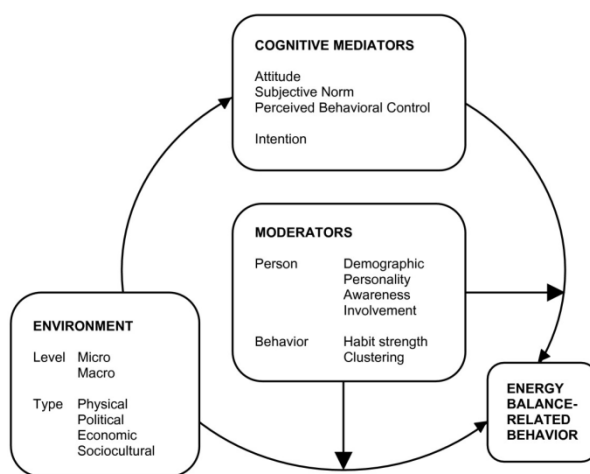 COGNITIVE MEDIATORS
Attitude
Subjective Norm
Perceived Behavioral Control
Intention
MODERATORS
Person Demographic
Personality
Awareness
Involvement
Behavior Habit strength
Clustering
ENVIRONMENT
Level Micro
Macro
Type Physical
Political
Economic
Sociocultural
ENERGY
BALANCE-
RELATED
BEHAVIOR